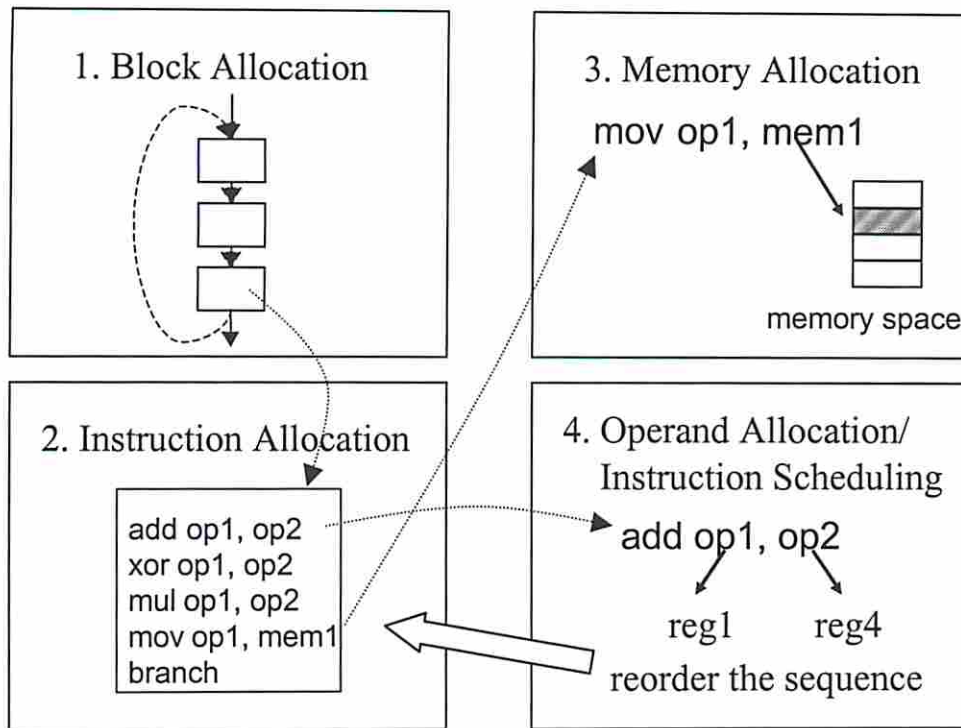 1. Block Allocation
2. Instruction Allocation
add op1, op2
xor op1, op2
mul op1, op2
mov op1, mem1
branch
3. Memory Allocation
mov op1, mem1
memory space
4. Operand Allocation/
Instruction Scheduling
add op1, op2
reg1 reg4
reorder the sequence